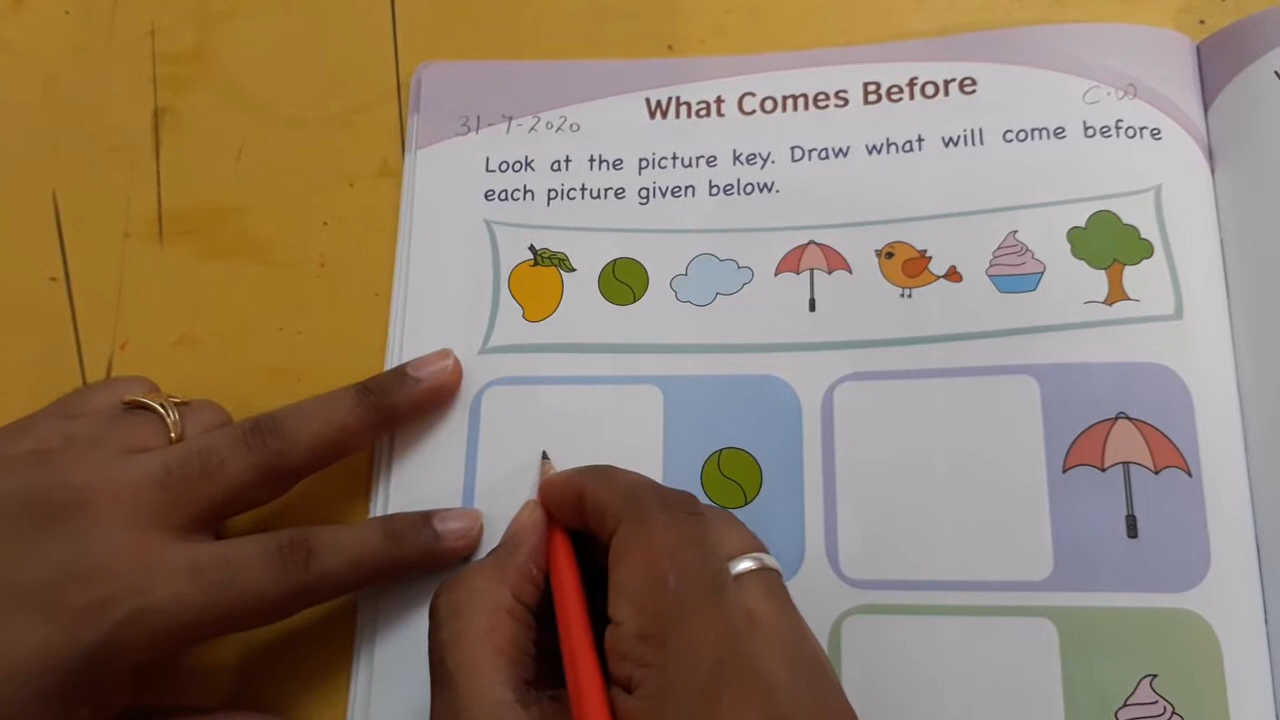 What Comes Before
31-7-2020
C.W
Look at the picture key. Draw what will come before
each picture given below.